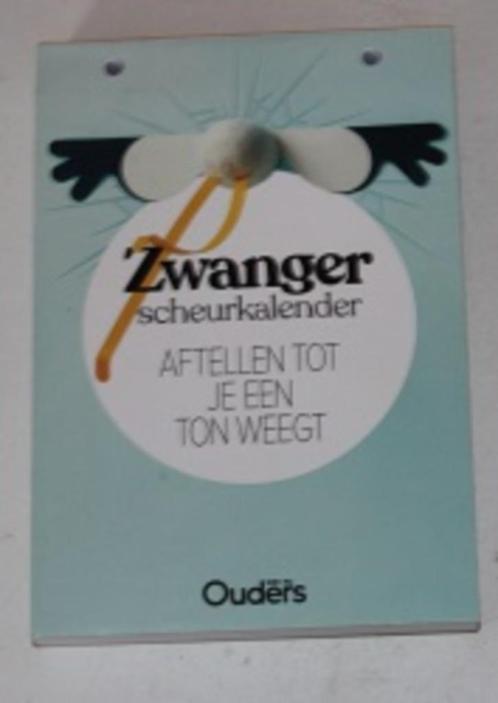 Zwanger
scheurkalender
AFTELLEN TOT
JE EEN
TON WEEGT
Ouders